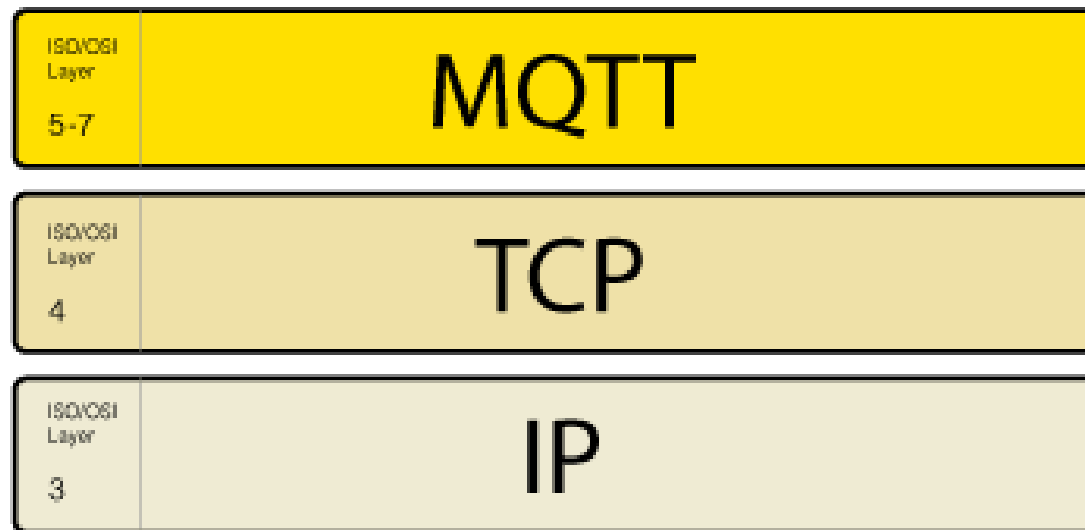 ISO/OSI
Layer
5-7
MQTT
ISO/OSI
Layer
4
TCP
ISO/OSI
Layer
3
IP